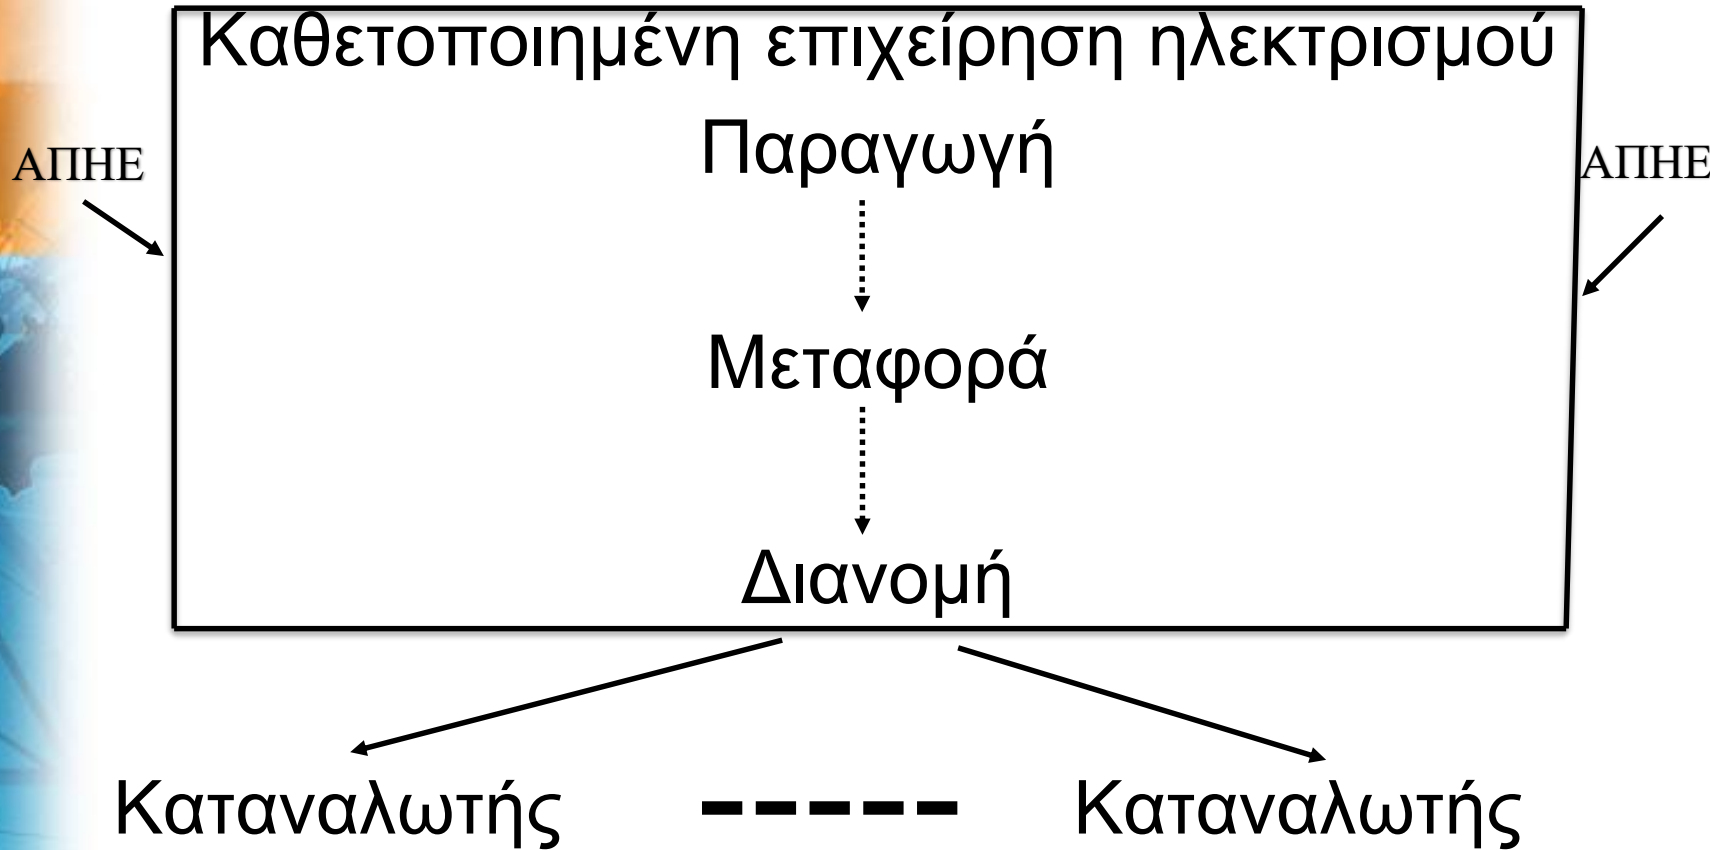 Καθετοποιημένη επιχείρηση ηλεκτρισμού
Παραγωγή
ΑΠΗΕ
ΑΠΗΕ
Μεταφορά
Διανομή
Καταναλωτής
Καταναλωτής